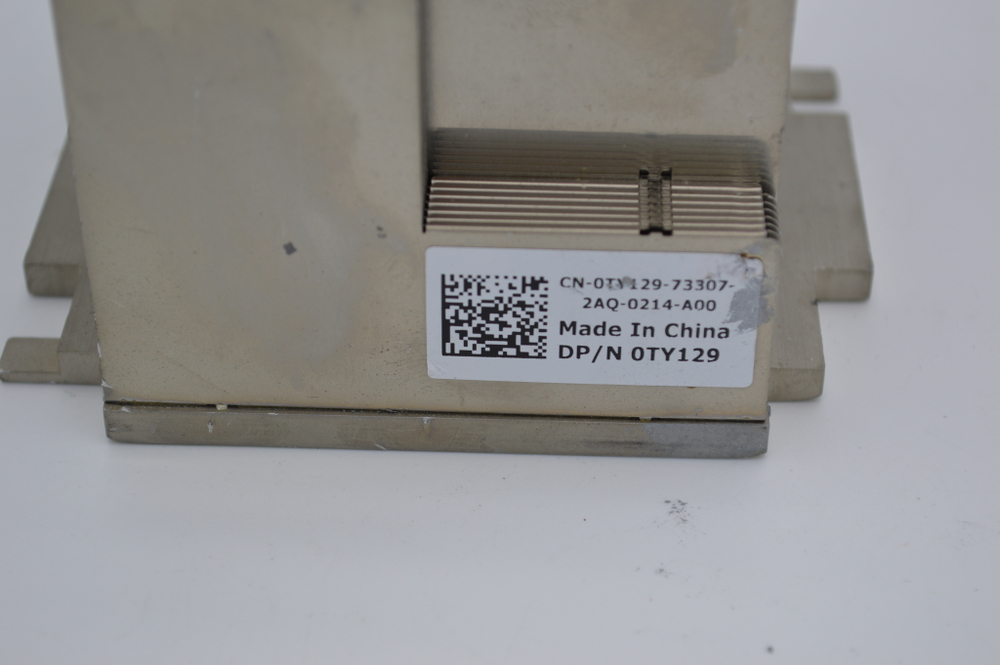 CN-0TY129-73307-
2AQ-0214-A00
Made In China
DP/N 0TY129